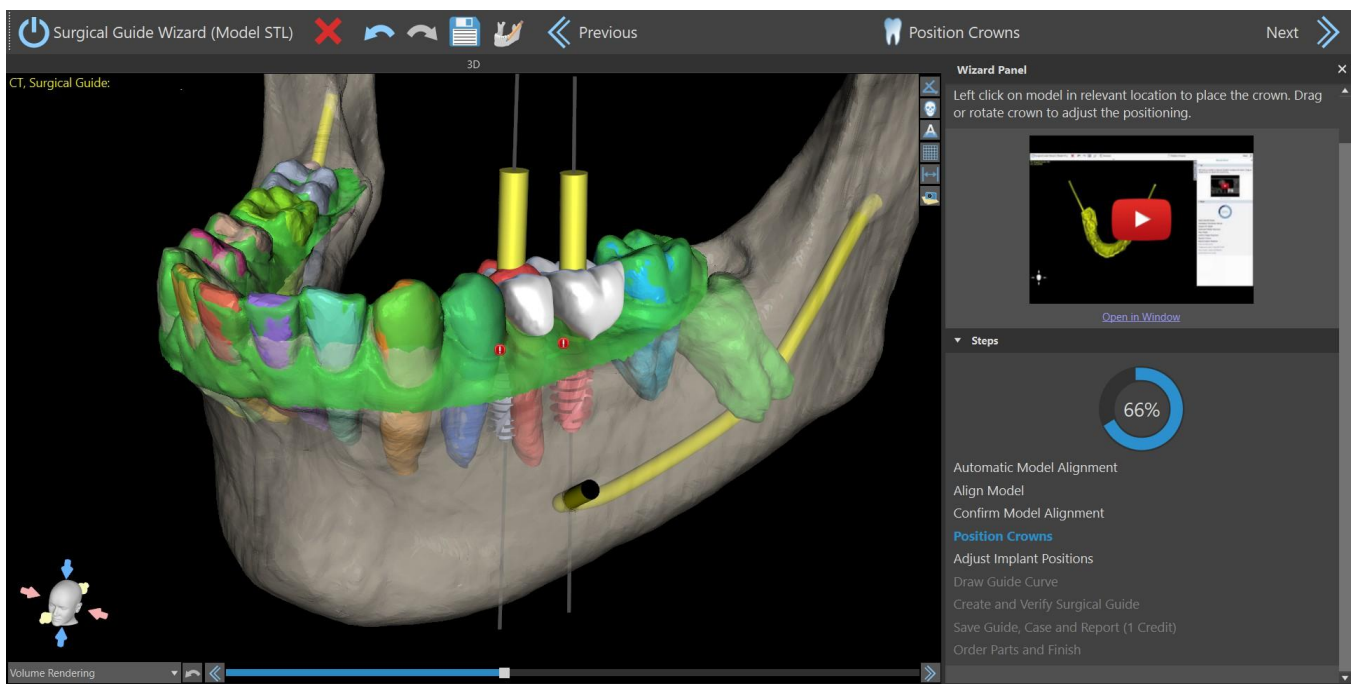 Surgical Guide Wizard (Model STL)
Previous
Position Crowns
Next
3D
CT, Surgical Guide:
Wizard Panel
Left click on model in relevant location to place the crown. Drag
or rotate crown to adjust the positioning.
Open in Window
Steps
66%
Automatic Model Alignment
Align Model
Confirm Model Alignment
Position Crowns
Adjust Implant Positions
Draw Guide Curve
Create and Verify Surgical Guide
Save Guide, Case and Report (1 Credit)
Order Parts and Finish
Volume Rendering